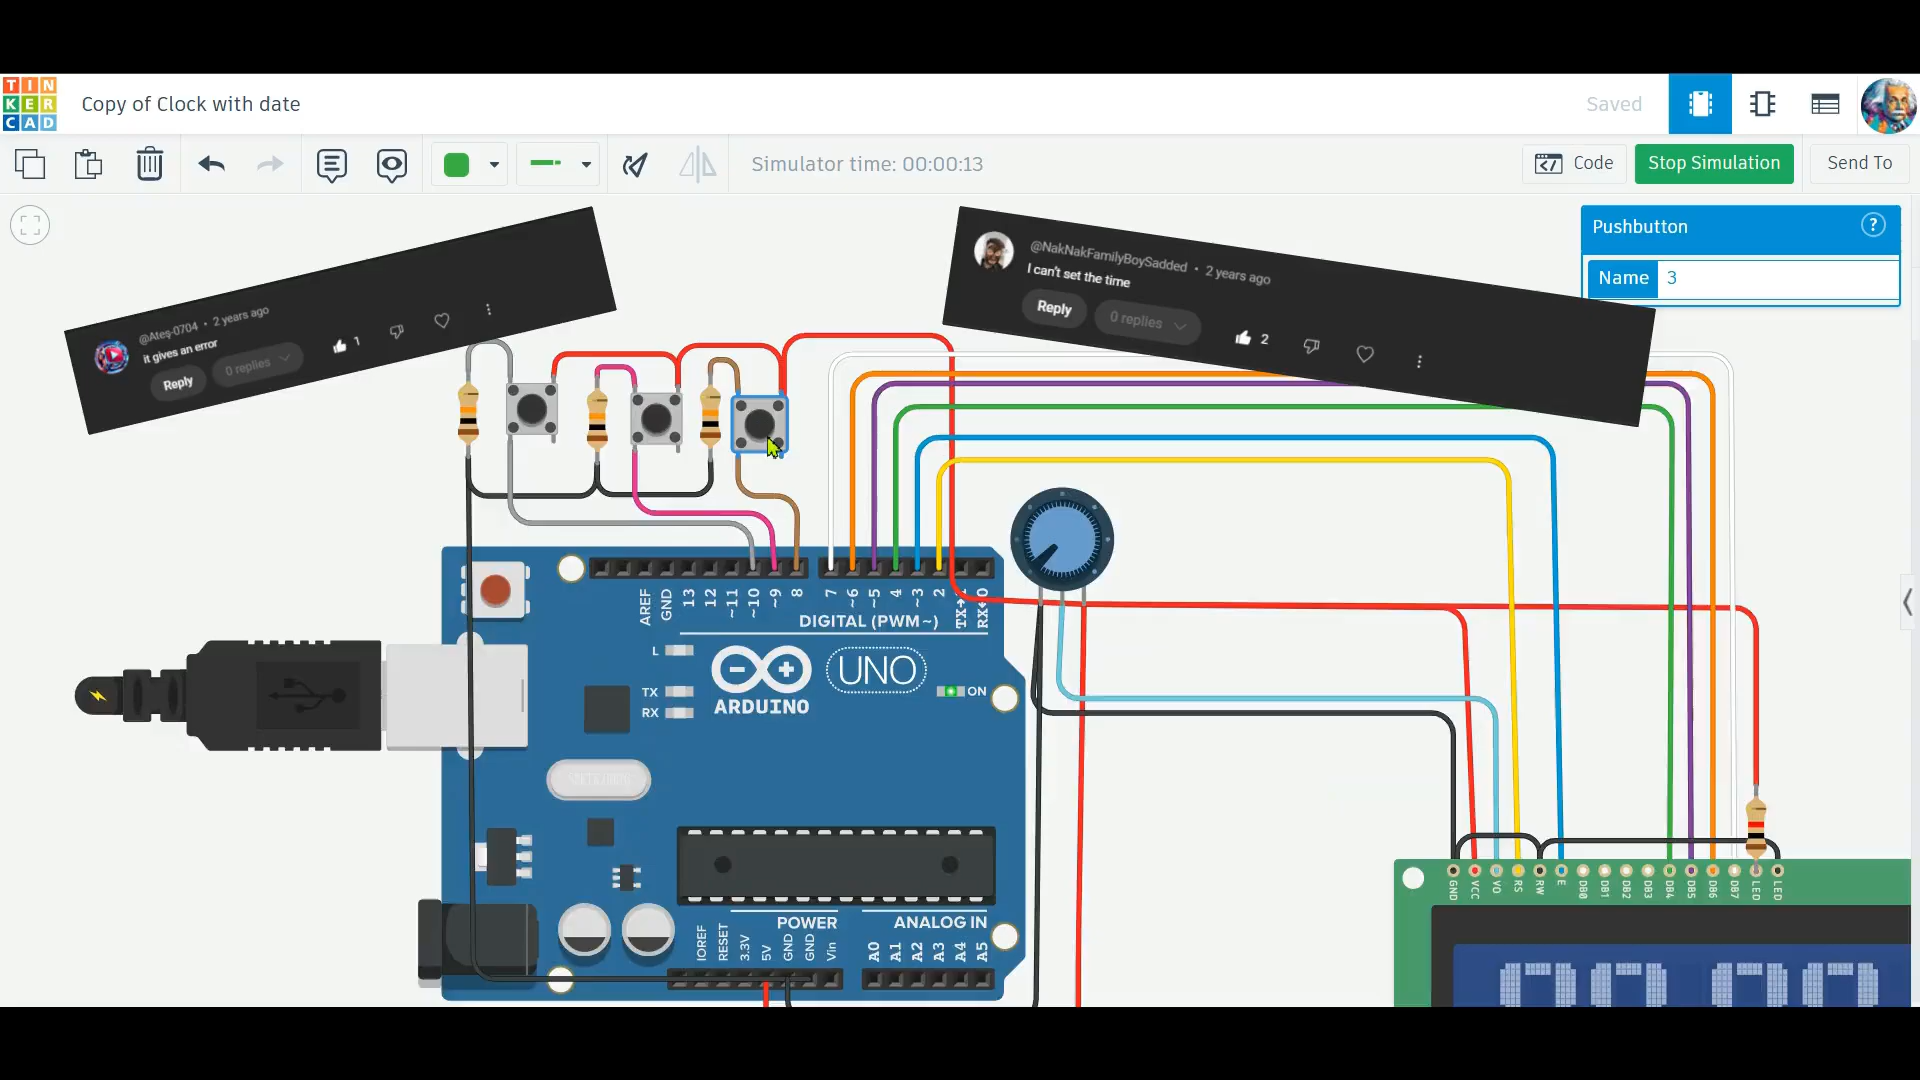 TIN
KER
CAD
Copy of Clock with date
Saved
Simulator time: 00:00:13
Code
Stop Simulation
Send To
Pushbutton
?
Name 3
@Ateş-0704 • 2 years ago
it gives an error
Reply
0 replies
1
@NakNakFamilyBoySadded • 2 years ago
I can't set the time
Reply
0 replies
2
AREF
GND
13
12
~11
~10
~9
8
7
~6
~5
4
~3
2
TX→1
RX←0
DIGITAL (PWM ~)
L
TX
RX
UNO
ON
ARDUINO
POWER
ANALOG IN
IOREF
RESET
3.3V
5V
GND
GND
Vin
A0
A1
A2
A3
A4
A5
GND
VCC
V0
RS
RW
E
DB0
DB1
DB2
DB3
DB4
DB5
DB6
DB7
LED
LED